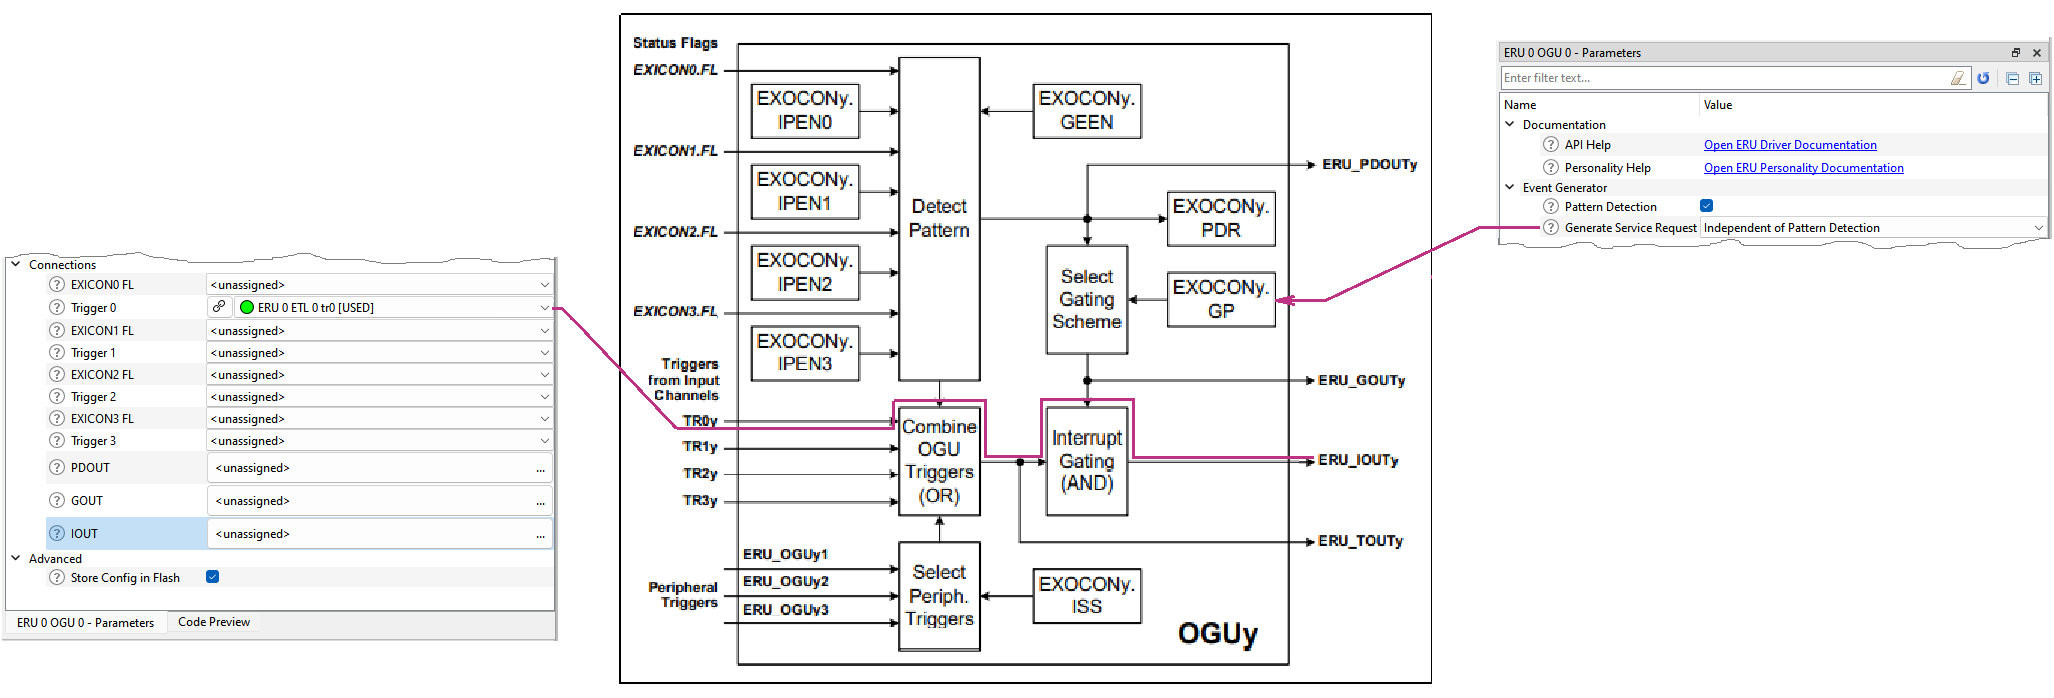 Connections
EXICON0 FL <unassigned>
Trigger 0 ERU 0 ETL 0 tr0 [USED]
EXICON1 FL <unassigned>
Trigger 1 <unassigned>
EXICON2 FL <unassigned>
Trigger 2 <unassigned>
EXICON3 FL <unassigned>
Trigger 3 <unassigned>
PDOUT <unassigned> ...
GOUT <unassigned> ...
IOUT <unassigned> ...
Advanced
Store Config in Flash
ERU 0 OGU 0 - Parameters Code Preview
Status Flags
EXICON0.FL
EXOCONy.
IPEN0
EXICON1.FL
EXOCONy.
IPEN1
EXICON2.FL
EXOCONy.
IPEN2
EXICON3.FL
EXOCONy.
IPEN3
Triggers
from Input
Channels
TR0y
TR1y
TR2y
TR3y
Detect
Pattern
EXOCONy.
GEEN
ERU_PDOUTy
EXOCONy.
PDR
Select
Gating
Scheme
EXOCONy.
GP
ERU_GOUTy
Combine
OGU
Triggers
(OR)
Interrupt
Gating
(AND)
ERU_IOUTy
ERU_TOUTy
Peripheral
Triggers
ERU_OGUy1
ERU_OGUy2
ERU_OGUy3
Select
Periph.
Triggers
EXOCONy.
ISS
OGUy
ERU 0 OGU 0 - Parameters
Enter filter text...
Name Value
Documentation
API Help Open ERU Driver Documentation
Personality Help Open ERU Personality Documentation
Event Generator
Pattern Detection
Generate Service Request Independent of Pattern Detection